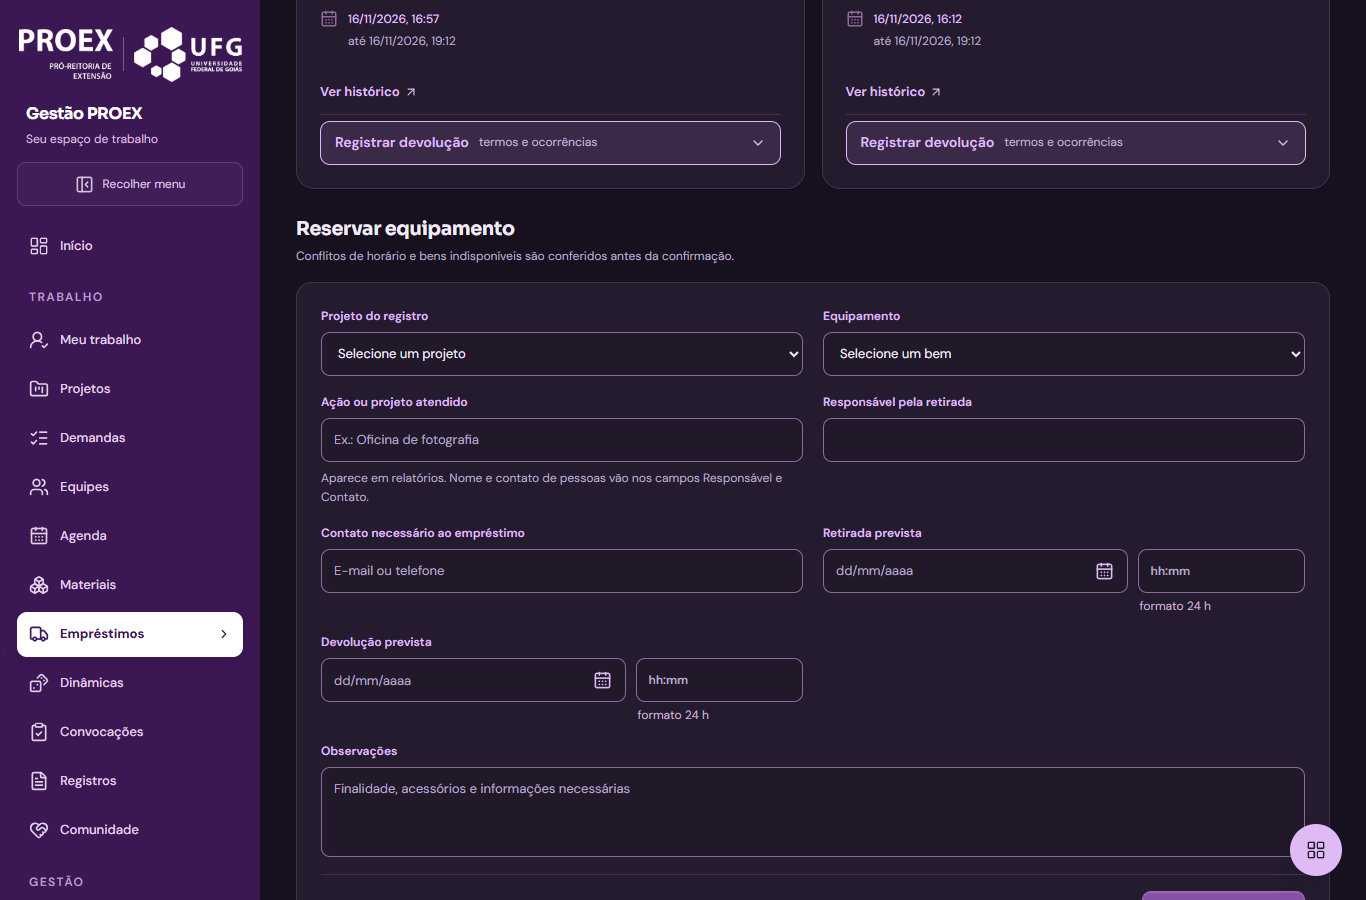 PROEX
PRÓ-REITORIA DE
EXTENSÃO
UFG
UNIVERSIDADE
FEDERAL DE GOIÁS
Gestão PROEX
Seu espaço de trabalho
Recolher menu
Início
TRABALHO
Meu trabalho
Projetos
Demandas
Equipes
Agenda
Materiais
Empréstimos
Dinâmicas
Convocações
Registros
Comunidade
GESTÃO
16/11/2026, 16:57
até 16/11/2026, 19:12
Ver histórico
Registrar devolução termos e ocorrências
16/11/2026, 16:12
até 16/11/2026, 19:12
Ver histórico
Registrar devolução termos e ocorrências
Reservar equipamento
Conflitos de horário e bens indisponíveis são conferidos antes da confirmação.
Projeto do registro
Selecione um projeto
Equipamento
Selecione um bem
Ação ou projeto atendido
Ex.: Oficina de fotografia
Aparece em relatórios. Nome e contato de pessoas vão nos campos Responsável e
Contato.
Responsável pela retirada
Contato necessário ao empréstimo
E-mail ou telefone
Retirada prevista
dd/mm/aaaa
hh:mm
formato 24 h
Devolução prevista
dd/mm/aaaa
hh:mm
formato 24 h
Observações
Finalidade, acessórios e informações necessárias